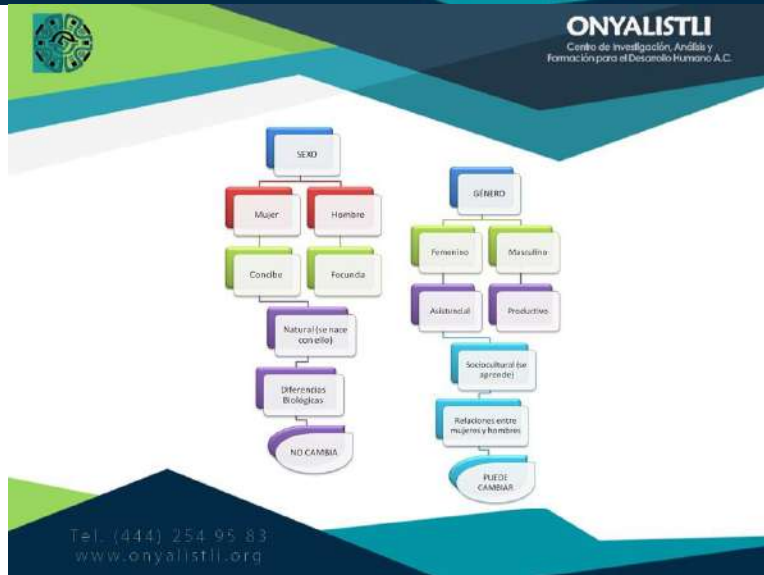 ONYALISTLI
Centro de Investigación, Análisis y
Formación para el Desarrollo Humano A.C.
SEXO
Mujer
Hombre
Concibe
Fecunda
Natural (se nace
con ello)
Diferencias
Biológicas
NO CAMBIA
GÉNERO
Femenino
Masculino
Asistencial
Productivo
Sociocultural (se
aprende)
Relaciones entre
mujeres y hombres
PUEDE
CAMBIAR
Tel. (444) 254 95 83
www.onyalistli.org